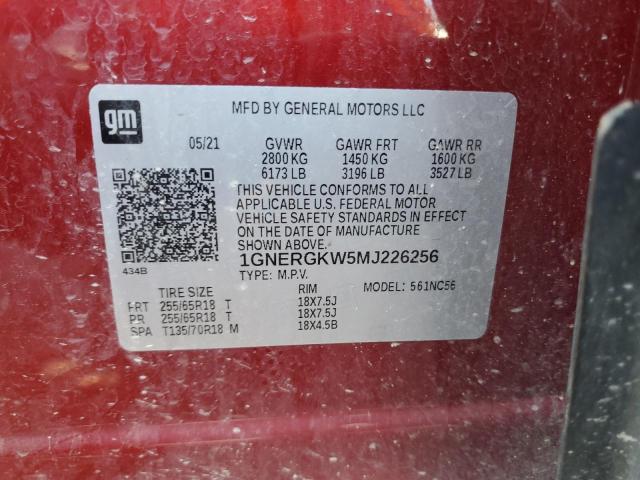 gm
MFD BY GENERAL MOTORS LLC
05/21 GVWR GAWR FRT GAWR RR
2800 KG 1450 KG 1600 KG
6173 LB 3196 LB 3527 LB
THIS VEHICLE CONFORMS TO ALL
APPLICABLE U.S. FEDERAL MOTOR
VEHICLE SAFETY STANDARDS IN EFFECT
ON THE DATE OF MANUFACTURE
SHOWN ABOVE.
1GNERGKW5MJ226256
434B
TYPE: M.P.V. MODEL: 561NC56
TIRE SIZE RIM
FRT 255/65R18 T 18X7.5J
PR 255/65R18 T 18X7.5J
SPA T135/70R18 M 18X4.5B